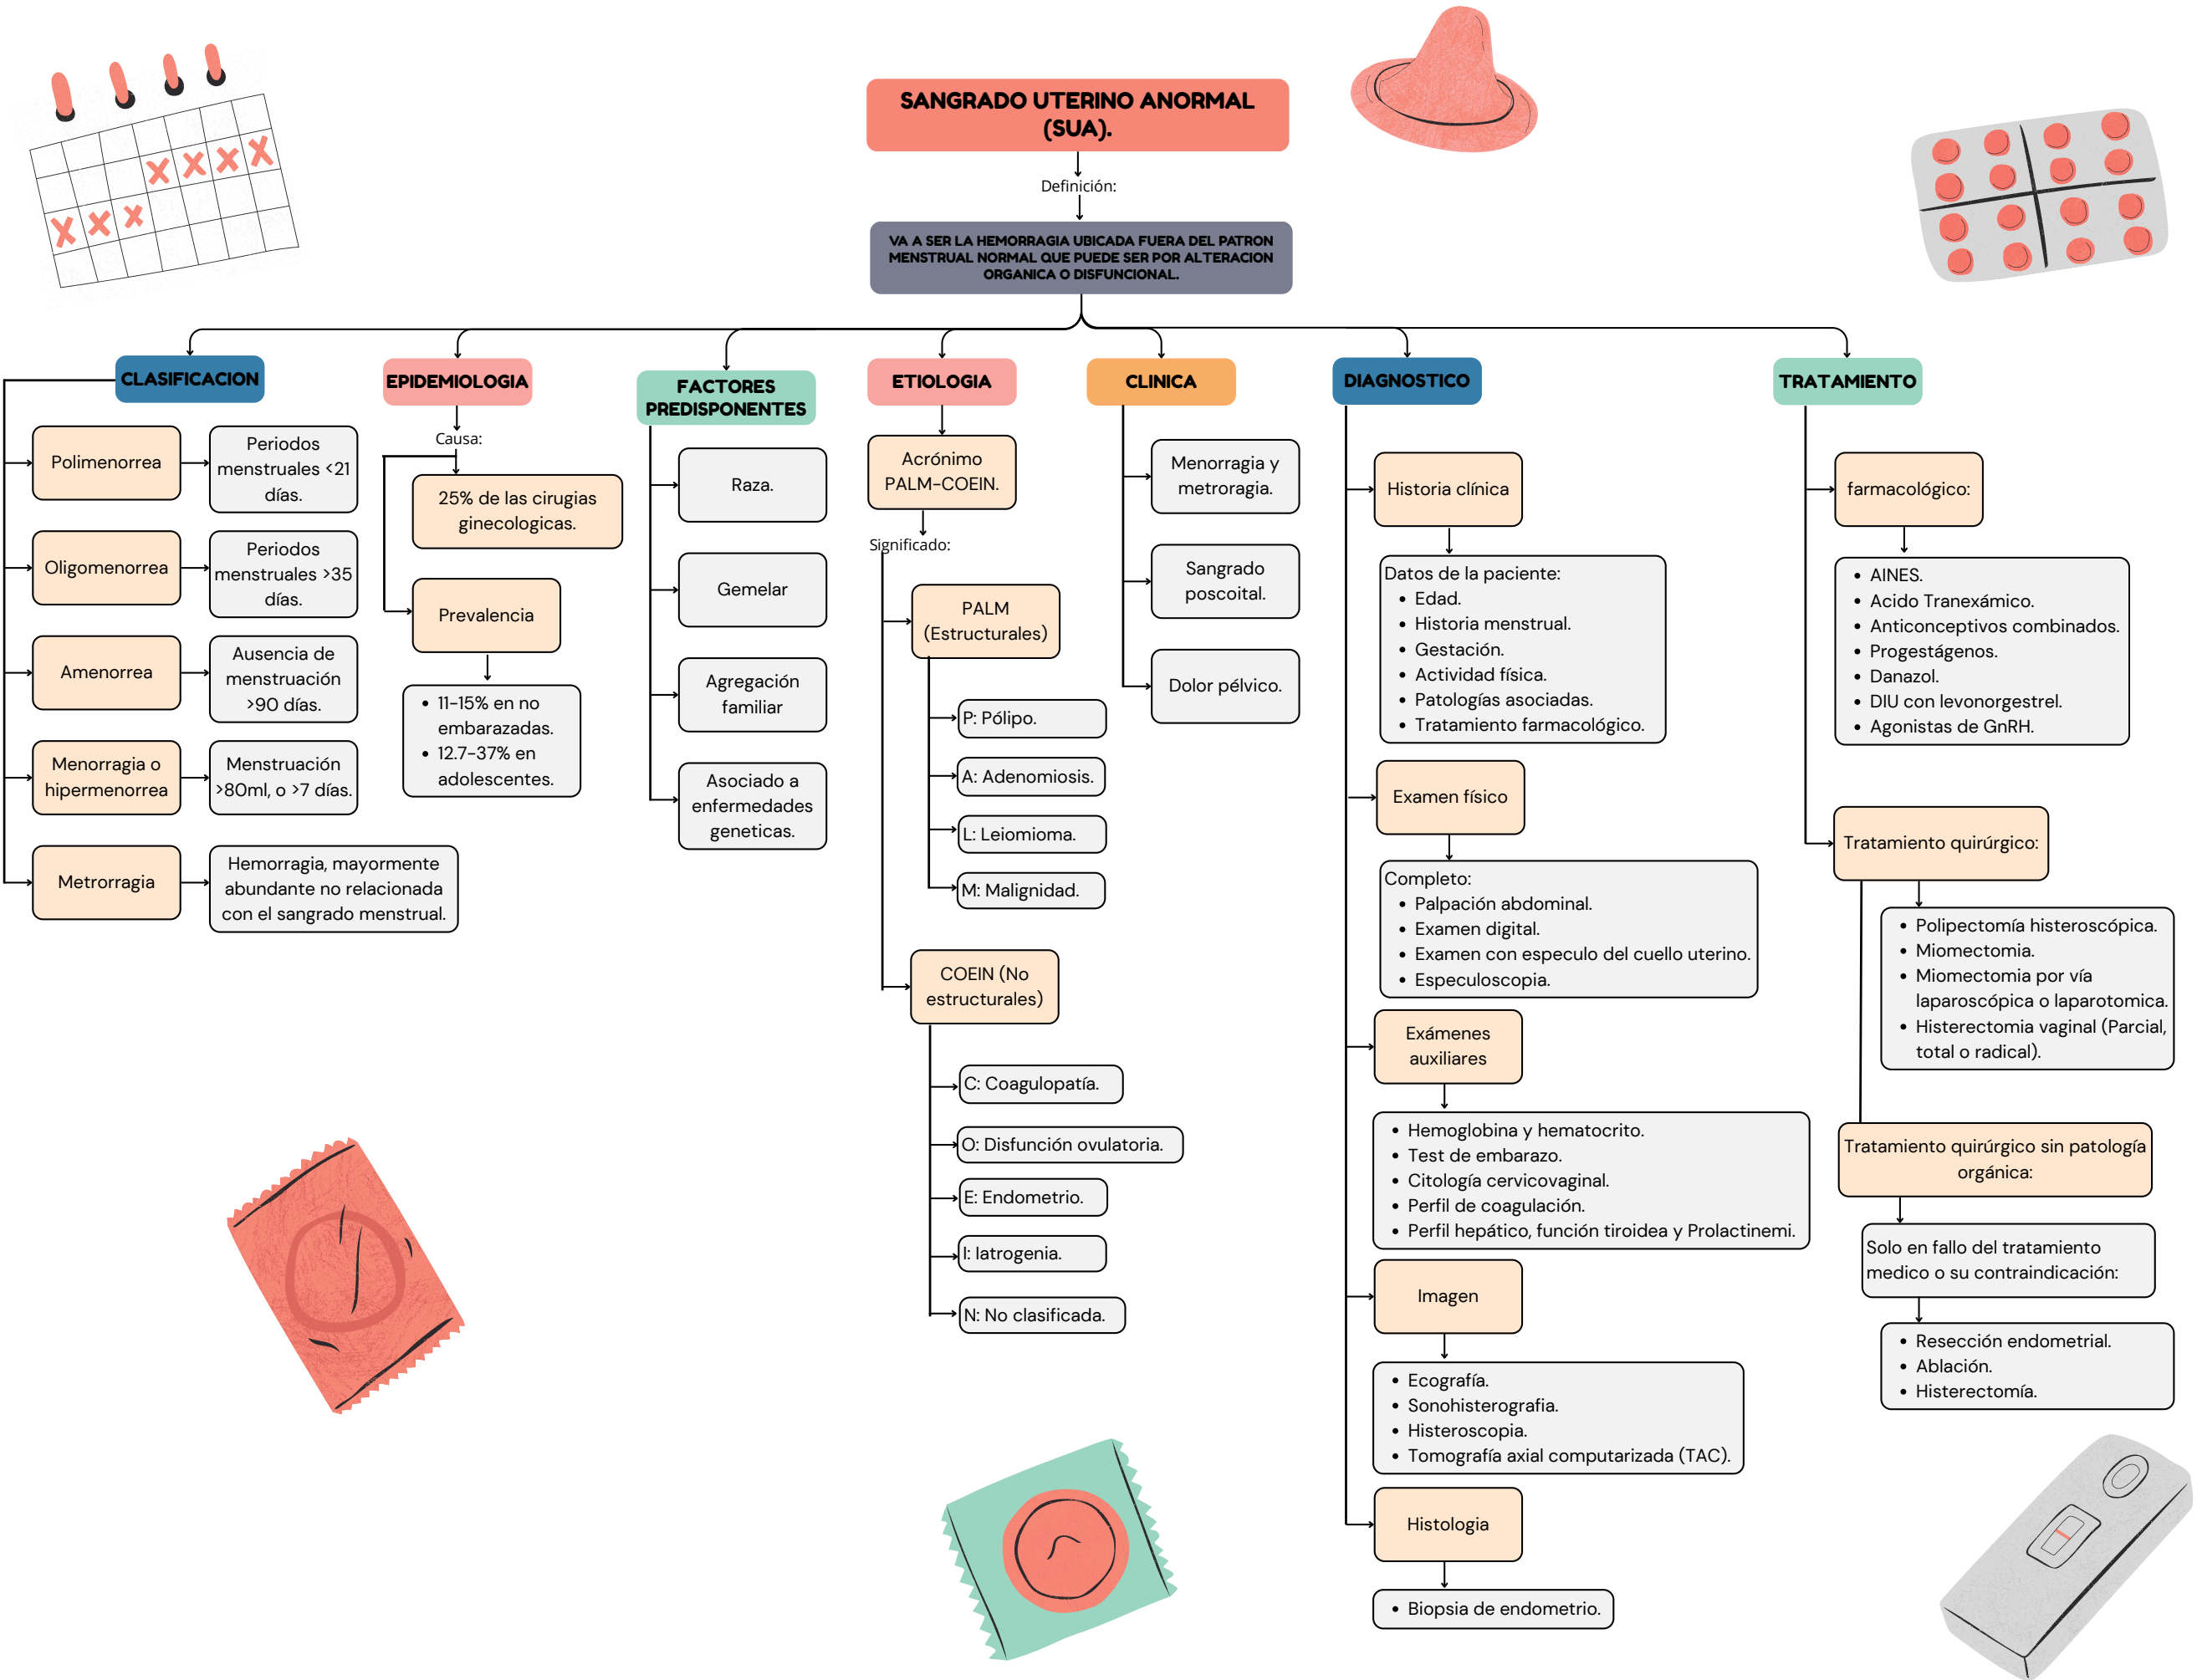 SANGRADO UTERINO ANORMAL
(SUA).
Definición:
VA A SER LA HEMORRAGIA UBICADA FUERA DEL PATRON
MENSTRUAL NORMAL QUE PUEDE SER POR ALTERACION
ORGANICA O DISFUNCIONAL.
CLASIFICACION
Polimenorrea
Periodos
menstruales <21
días.
Oligomenorrea
Periodos
menstruales >35
días.
Amenorrea
Ausencia de
menstruación
>90 días.
Menorragia o
hipermenorrea
Menstruación
>80ml, o >7 días.
Metrorragia
Hemorragia, mayormente
abundante no relacionada
con el sangrado menstrual.
EPIDEMIOLOGIA
Causa:
25% de las cirugias
ginecologicas.
Prevalencia
• 11-15% en no
embarazadas.
• 12.7-37% en
adolescentes.
FACTORES
PREDISPONENTES
Raza.
Gemelar
Agregación
familiar
Asociado a
enfermedades
geneticas.
ETIOLOGIA
Acrónimo
PALM-COEIN.
Significado:
PALM
(Estructurales)
P: Pólipo.
A: Adenomiosis.
L: Leiomioma.
M: Malignidad.
COEIN (No
estructurales)
C: Coagulopatía.
O: Disfunción ovulatoria.
E: Endometrio.
I: Iatrogenia.
N: No clasificada.
CLINICA
Menorragia y
metroragia.
Sangrado
poscoital.
Dolor pélvico.
DIAGNOSTICO
Historia clínica
Datos de la paciente:
• Edad.
• Historia menstrual.
• Gestación.
• Actividad física.
• Patologías asociadas.
• Tratamiento farmacológico.
Examen físico
Completo:
• Palpación abdominal.
• Examen digital.
• Examen con especulo del cuello uterino.
• Especuloscopia.
Exámenes
auxiliares
• Hemoglobina y hematocrito.
• Test de embarazo.
• Citología cervicovaginal.
• Perfil de coagulación.
• Perfil hepático, función tiroidea y Prolactinemi.
Imagen
• Ecografía.
• Sonohisterografia.
• Histeroscopia.
• Tomografía axial computarizada (TAC).
Histologia
• Biopsia de endometrio.
TRATAMIENTO
farmacológico:
• AINES.
• Acido Tranexámico.
• Anticonceptivos combinados.
• Progestágenos.
• Danazol.
• DIU con levonorgestrel.
• Agonistas de GnRH.
Tratamiento quirúrgico:
• Polipectomía histeroscópica.
• Miomectomia.
• Miomectomia por vía
laparoscópica o laparotomica.
• Histerectomia vaginal (Parcial,
total o radical).
Tratamiento quirúrgico sin patología
orgánica:
Solo en fallo del tratamiento
medico o su contraindicación:
• Resección endometrial.
• Ablación.
• Histerectomía.